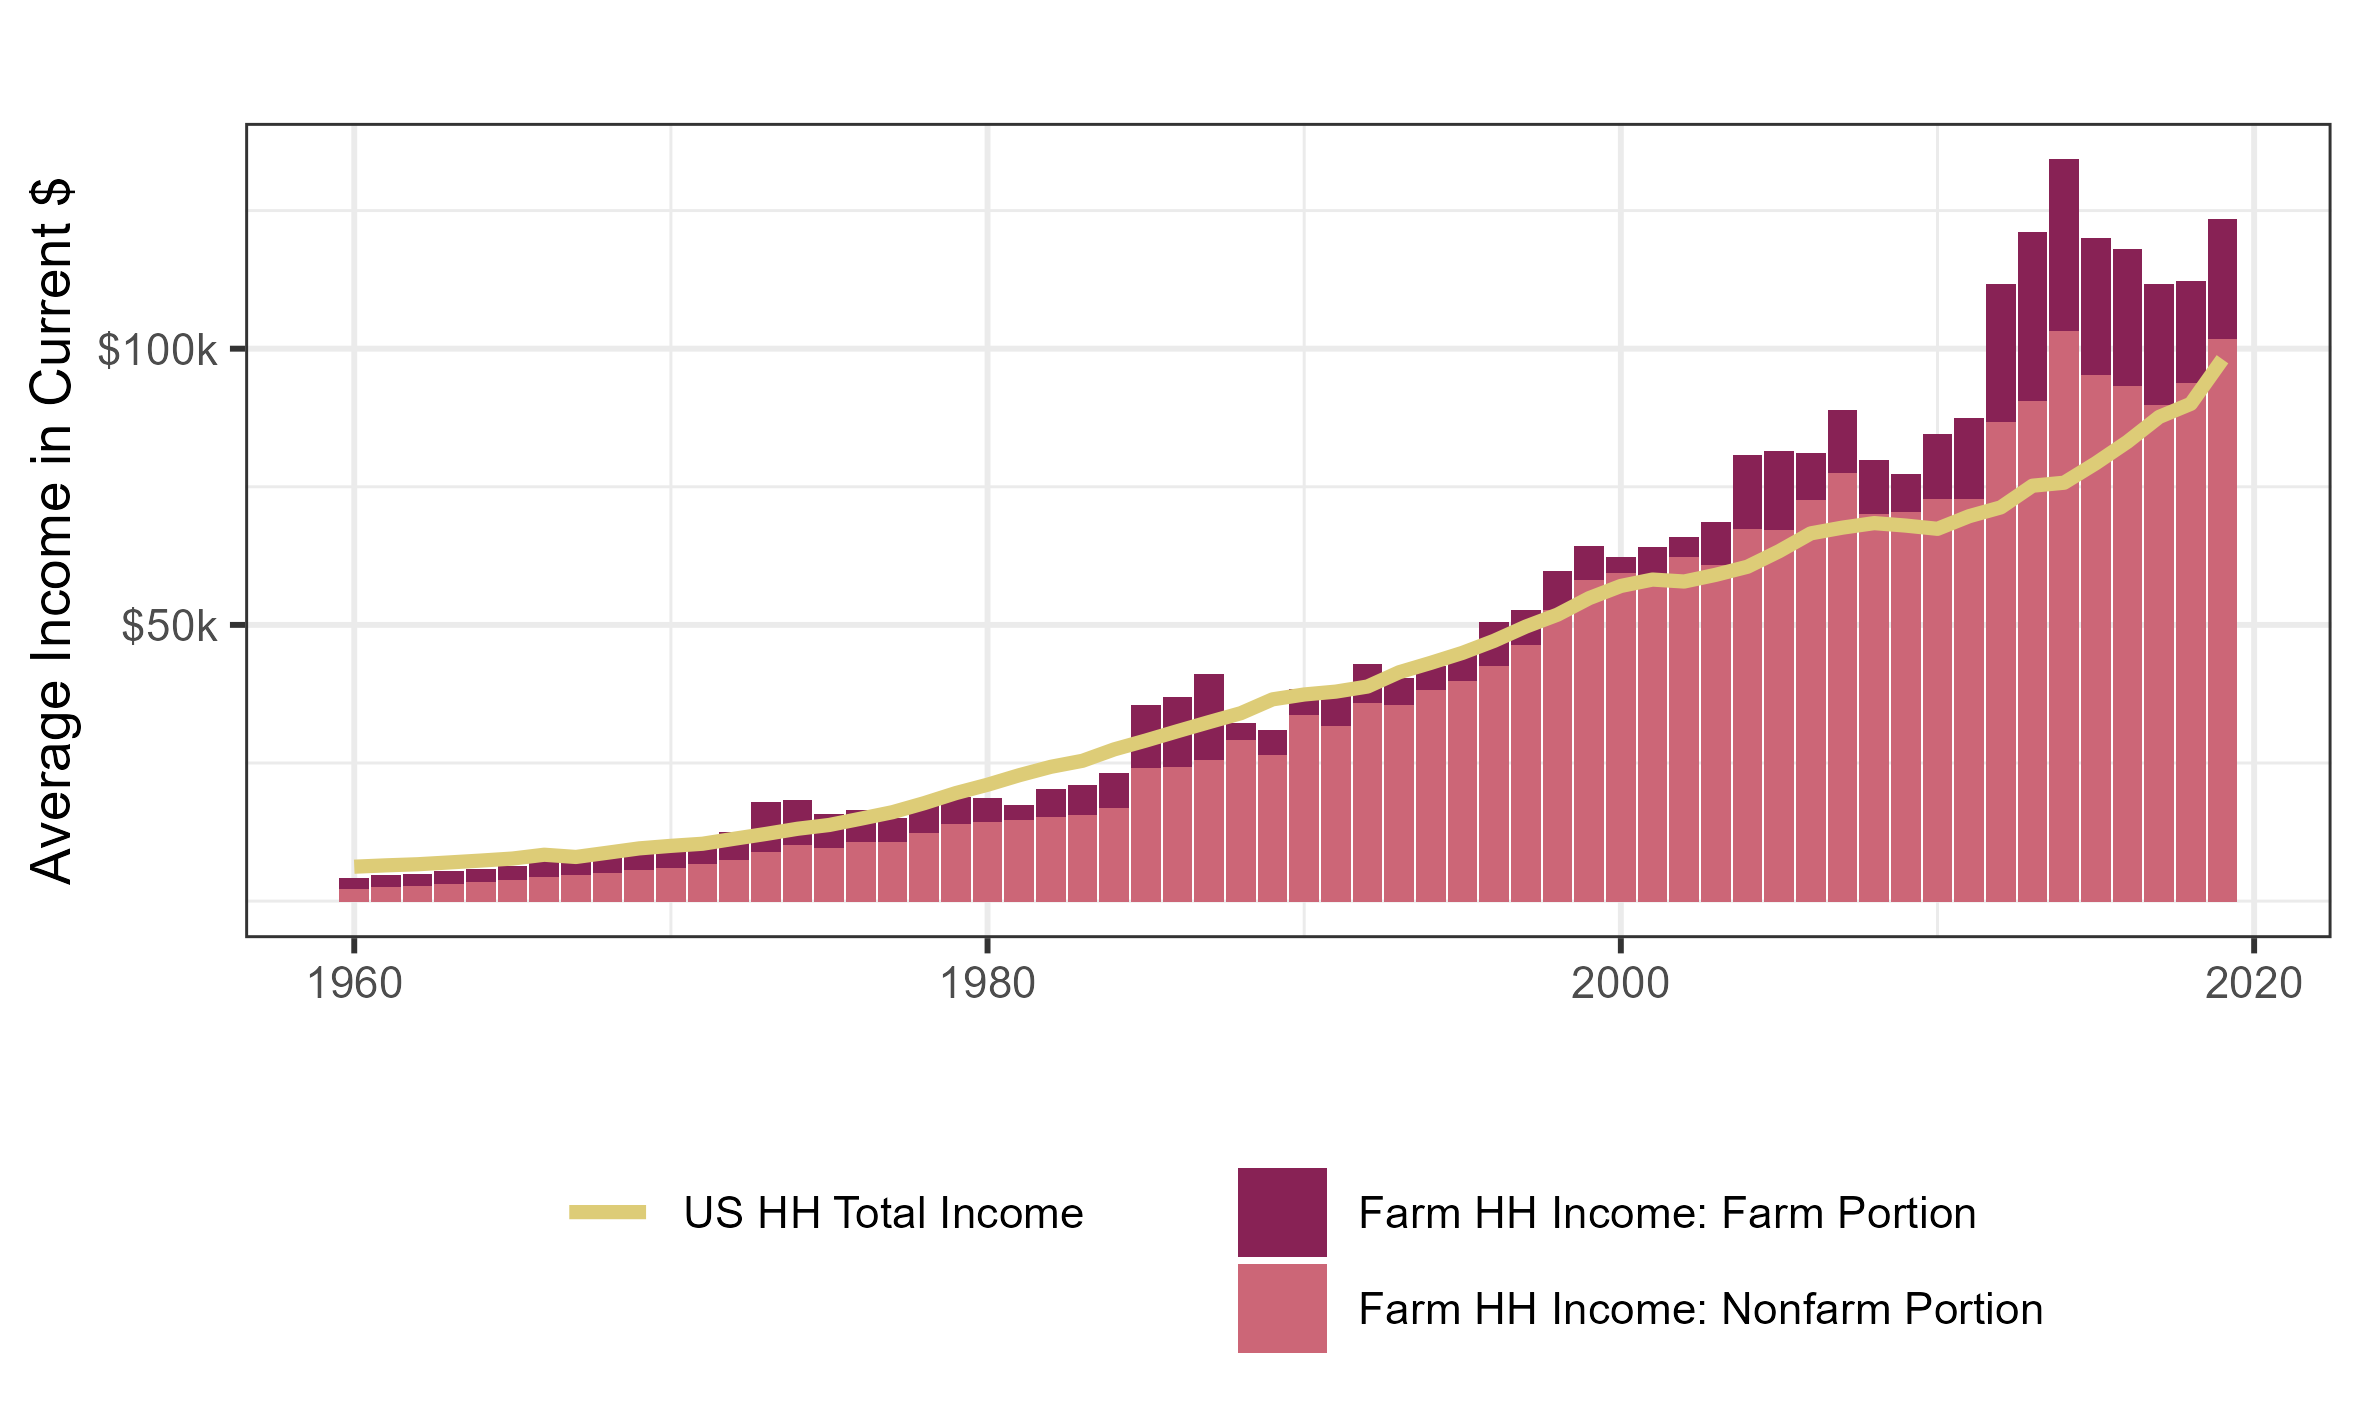 Average Income in Current $
$100k
$50k
1960
1980
2000
2020
US HH Total Income
Farm HH Income: Farm Portion
Farm HH Income: Nonfarm Portion